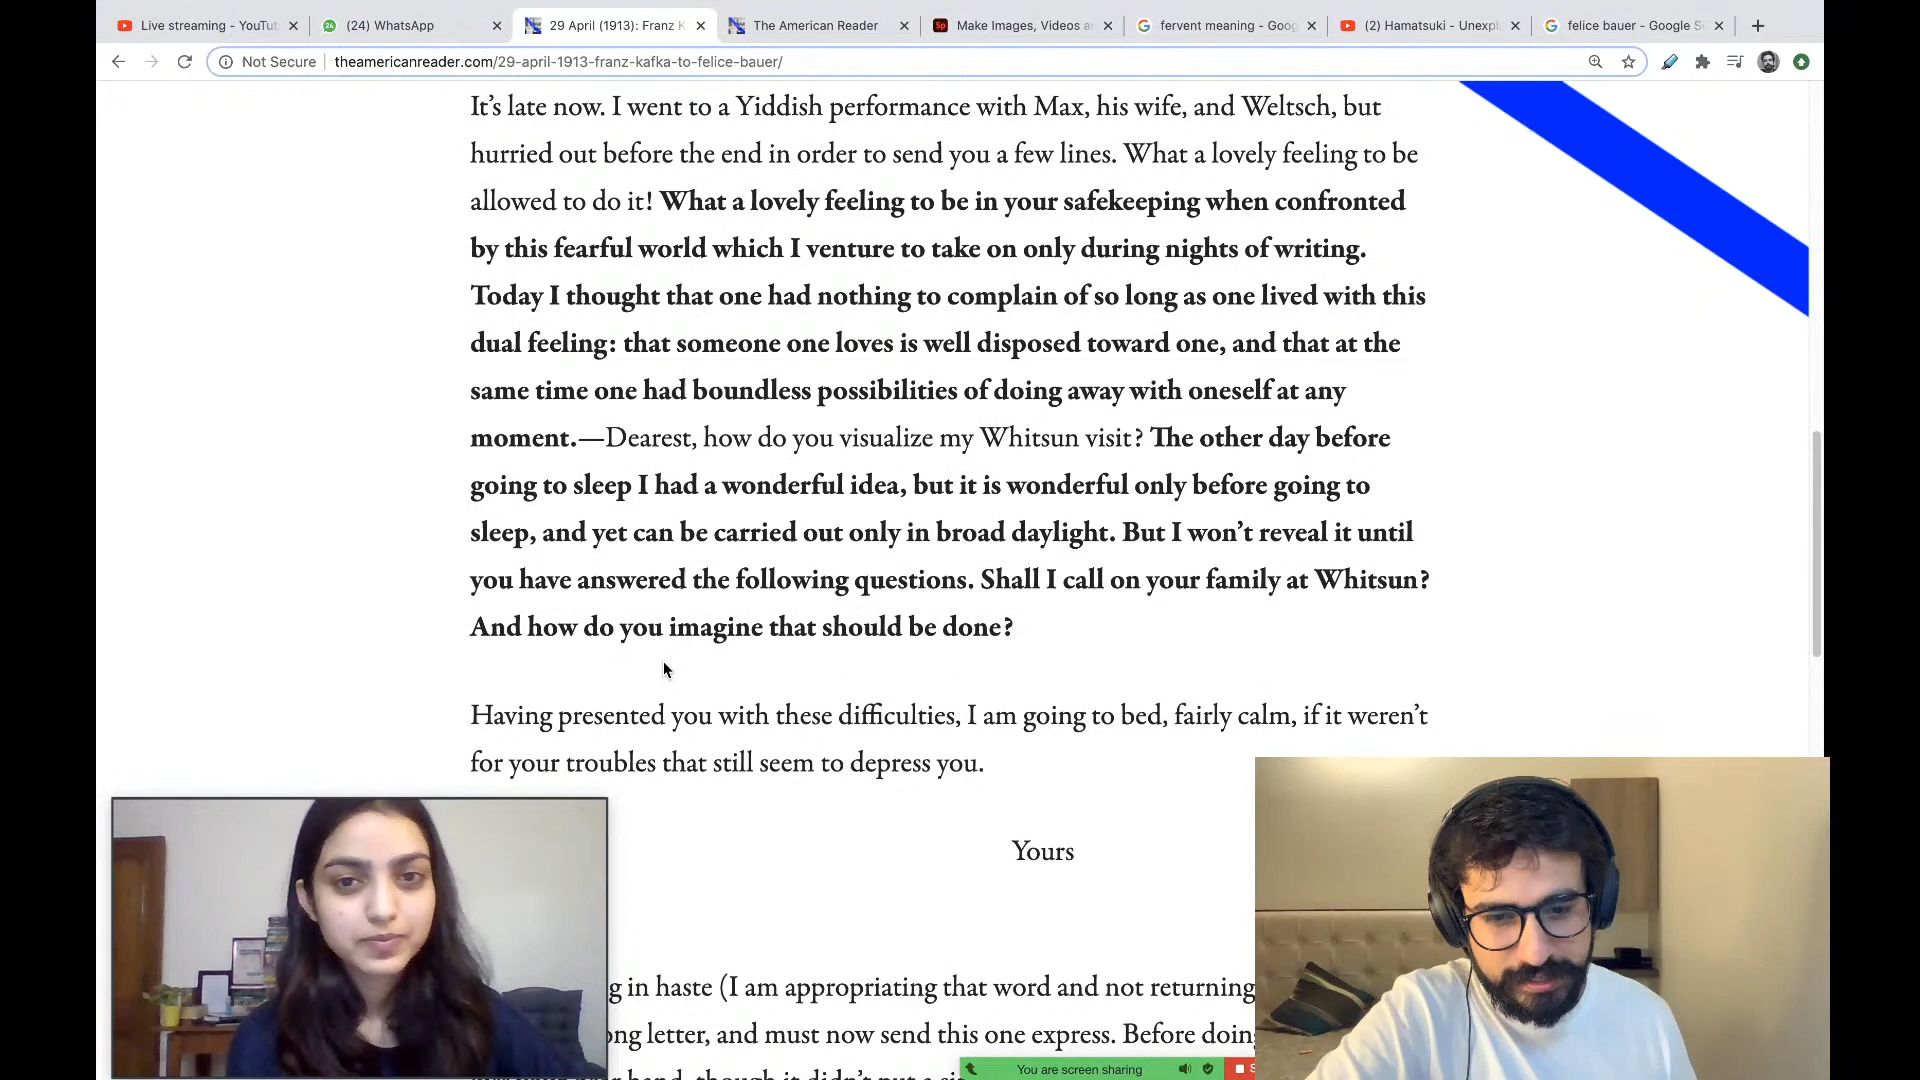 Live streaming - YouTu
(24) WhatsApp
29 April (1913): Franz K
The American Reader
Make Images, Videos a
fervent meaning - Goog
(2) Hamatsuki - Unexpl
felice bauer - Google S
Not Secure
theamericanreader.com/29-april-1913-franz-kafka-to-felice-bauer/
It’s late now. I went to a Yiddish performance with Max, his wife, and Weltsch, but
hurried out before the end in order to send you a few lines. What a lovely feeling to be
allowed to do it! What a lovely feeling to be in your safekeeping when confronted
by this fearful world which I venture to take on only during nights of writing.
Today I thought that one had nothing to complain of so long as one lived with this
dual feeling: that someone one loves is well disposed toward one, and that at the
same time one had boundless possibilities of doing away with oneself at any
moment.—Dearest, how do you visualize my Whitsun visit? The other day before
going to sleep I had a wonderful idea, but it is wonderful only before going to
sleep, and yet can be carried out only in broad daylight. But I won’t reveal it until
you have answered the following questions. Shall I call on your family at Whitsun?
And how do you imagine that should be done?
Having presented you with these difficulties, I am going to bed, fairly calm, if it weren’t
for your troubles that still seem to depress you.
Yours
g in haste (I am appropriating that word and not returning
ong letter, and must now send this one express. Before doing
You are screen sharing